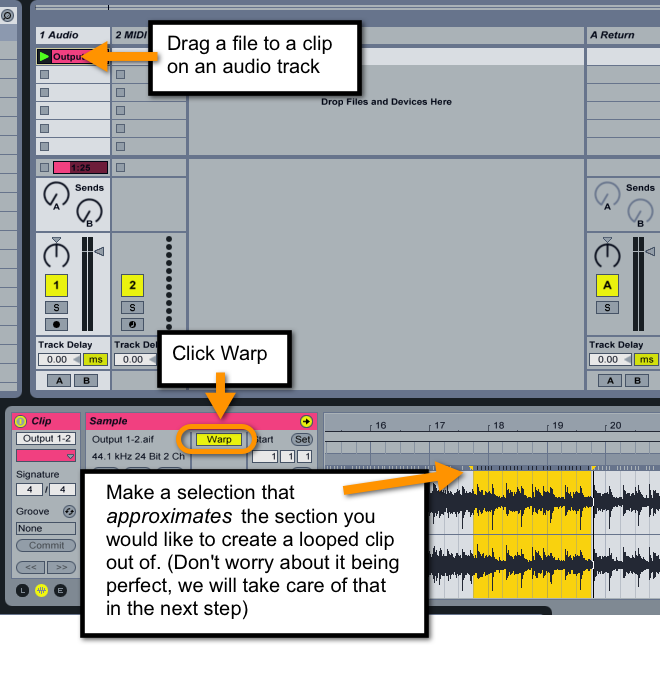 1 Audio
2 MIDI
A Return
Drag a file to a clip
on an audio track
Drop Files and Devices Here
1:25
Sends
A
B
Sends
A
B
1
2
A
S
S
S
Track Delay
0.00
ms
0.00
Track Delay
0.00
ms
A B
A B
Click Warp
Clip
Sample
Output 1-2
Output 1-2.aif
Warp
Set
44.1 kHz 24 Bit 2 Ch
1 1 1
16 17 18 19 20
Signature
4 / 4
Groove
None
Commit
<< >>
L
E
Make a selection that
approximates the section you
would like to create a looped clip
out of. (Don't worry about it being
perfect, we will take care of that
in the next step)